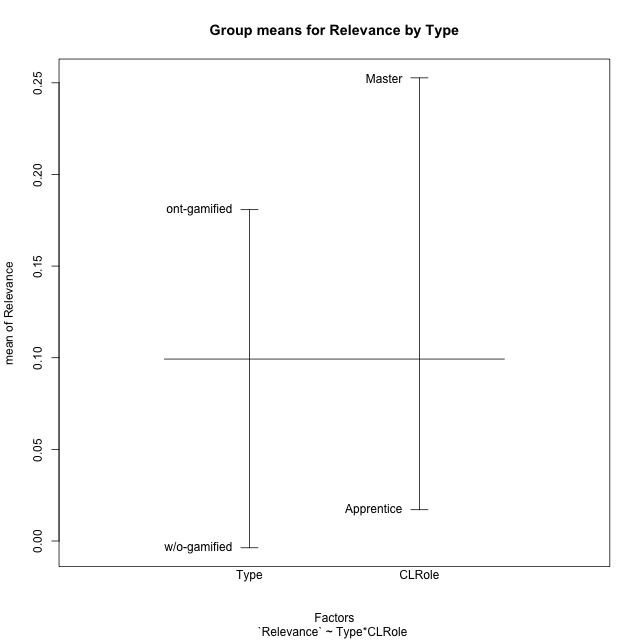 Group means for Relevance by Type
mean of Relevance
0.25
0.20
0.15
0.10
0.05
0.00
Master
ont-gamified
Apprentice
w/o-gamified
Type
CLRole
Factors
`Relevance` ~ Type*CLRole